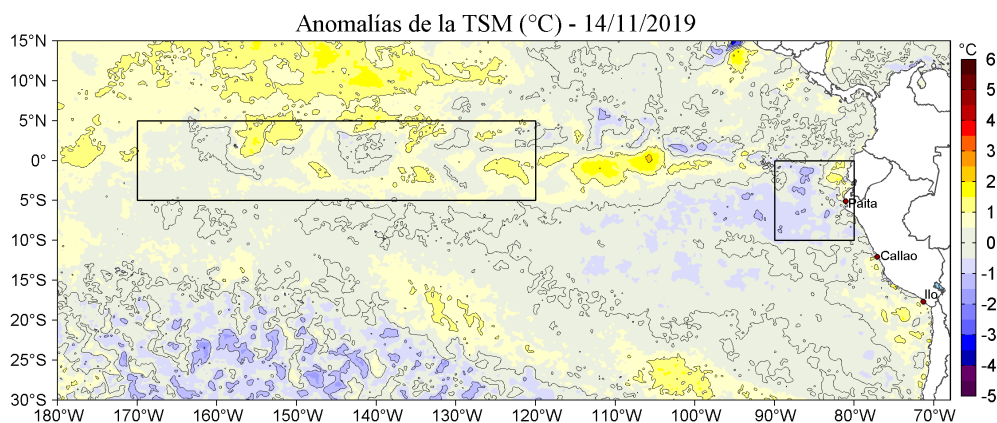 Anomalías de la TSM (°C) - 14/11/2019
15°N
10°N
5°N
0°
5°S
10°S
15°S
20°S
25°S
30°S
180°W
170°W
160°W
150°W
140°W
130°W
120°W
110°W
100°W
90°W
80°W
70°W
Paita
Callao
Ilo
°C
6
5
4
3
2
1
0
-1
-2
-3
-4
-5